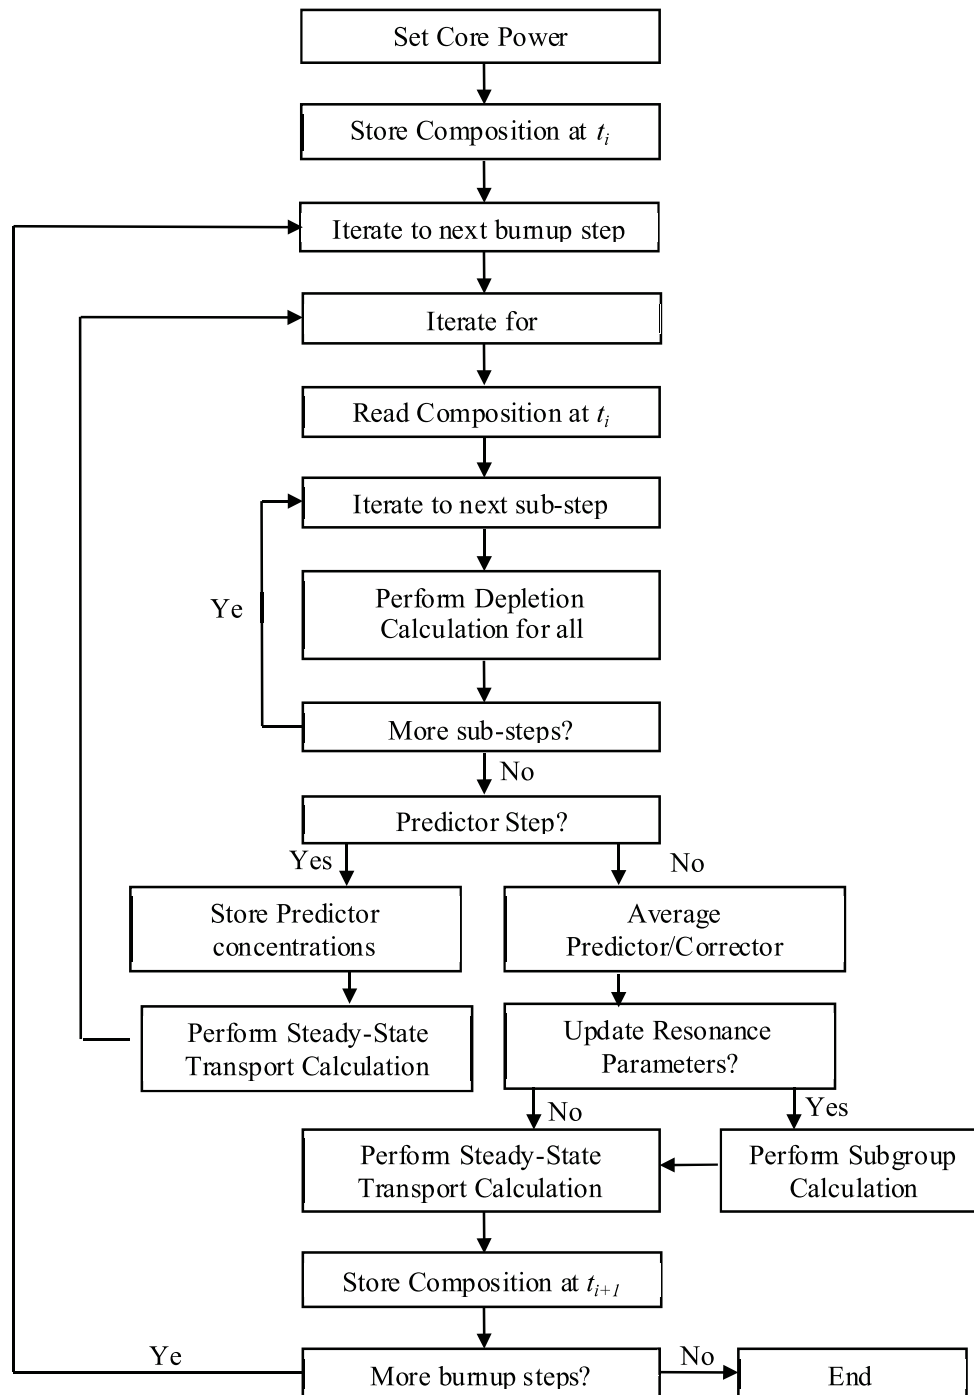 Set Core Power
Store Composition at tᵢ
Iterate to next burnup step
Iterate for
Read Composition at tᵢ
Iterate to next sub-step
Perform Depletion
Calculation for all
Ye
More sub-steps?
No
Predictor Step?
Yes
No
Store Predictor
concentrations
Average
Predictor/Corrector
Perform Steady-State
Transport Calculation
Update Resonance
Parameters?
No
Yes
Perform Steady-State
Transport Calculation
Perform Subgroup
Calculation
Store Composition at tᵢ₊₁
Ye
More burnup steps?
No
End